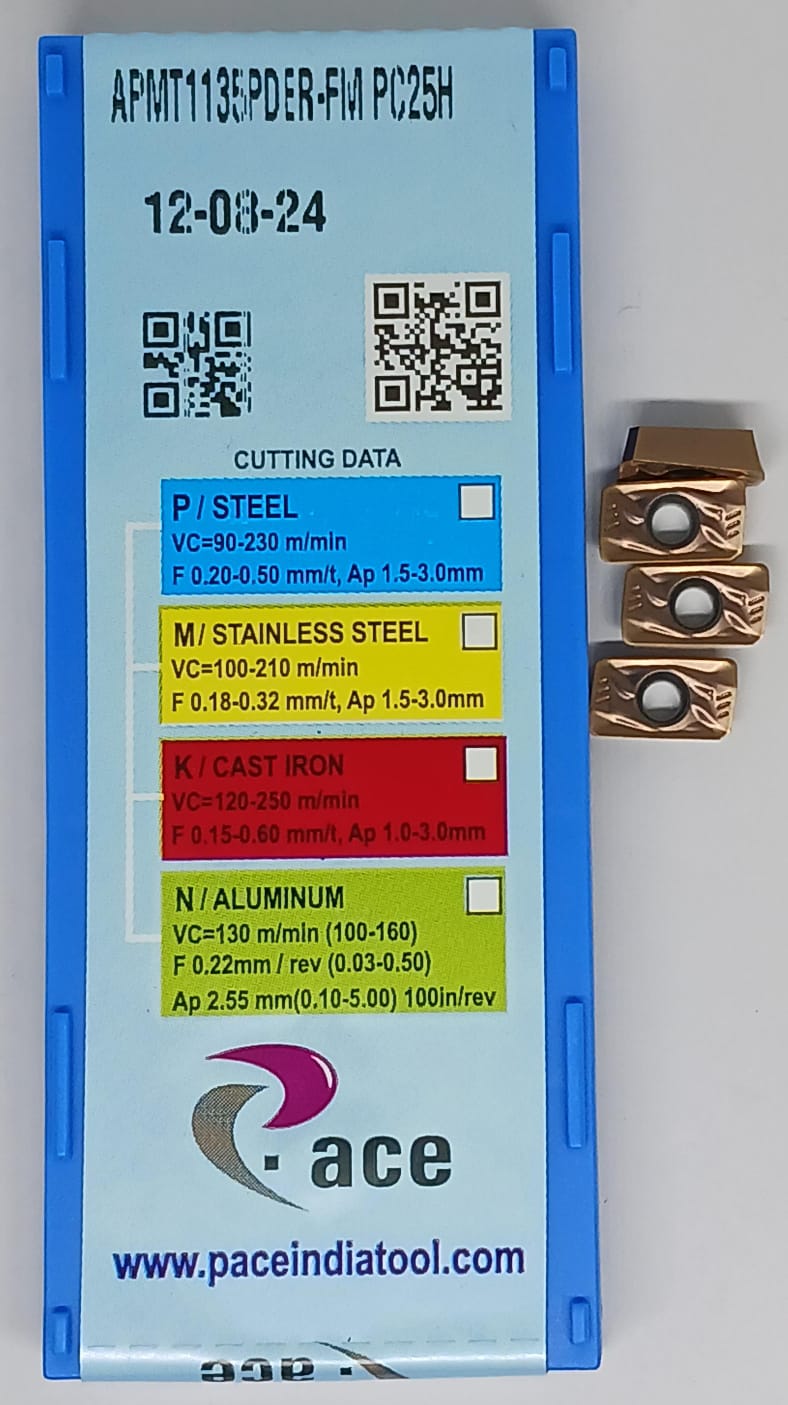 APMT1135PDER-FM PC25H
12-08-24
CUTTING DATA
P / STEEL
VC=90-230 m/min
F 0.20-0.50 mm/t, Ap 1.5-3.0mm
M/ STAINLESS STEEL
VC=100-210 m/min
F 0.18-0.32 mm/t, Ap 1.5-3.0mm
K / CAST IRON
VC=120-250 m/min
F 0.15-0.60 mm/t, Ap 1.0-3.0mm
N / ALUMINUM
VC=130 m/min (100-160)
F 0.22mm / rev (0.03-0.50)
Ap 2.55 mm(0.10-5.00) 100in/rev
P.ace
www.paceindiatool.com
ace